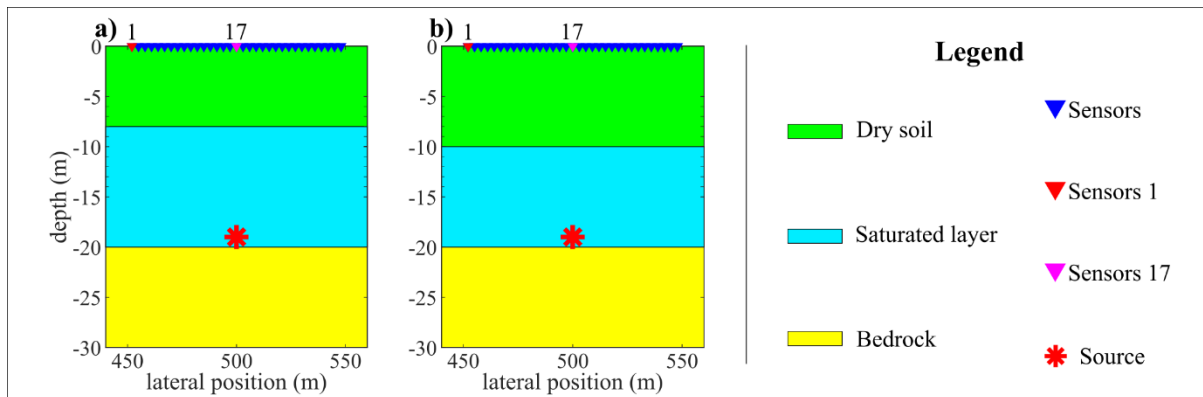 a) 1 17
0
-5
-10
-15
-20
-25
-30
depth (m)
450 500 550
lateral position (m)
b) 1 17
0
-5
-10
-15
-20
-25
-30
450 500 550
lateral position (m)
Legend
Dry soil
Saturated layer
Bedrock
Sensors
Sensors 1
Sensors 17
Source